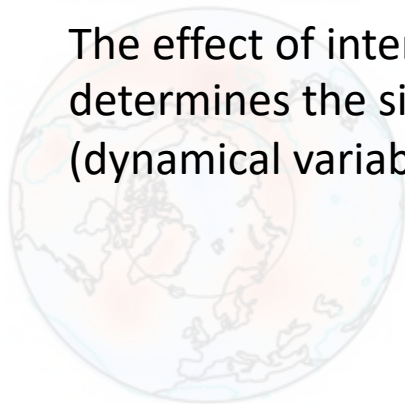 The effect of inter
determines the si
(dynamical variab